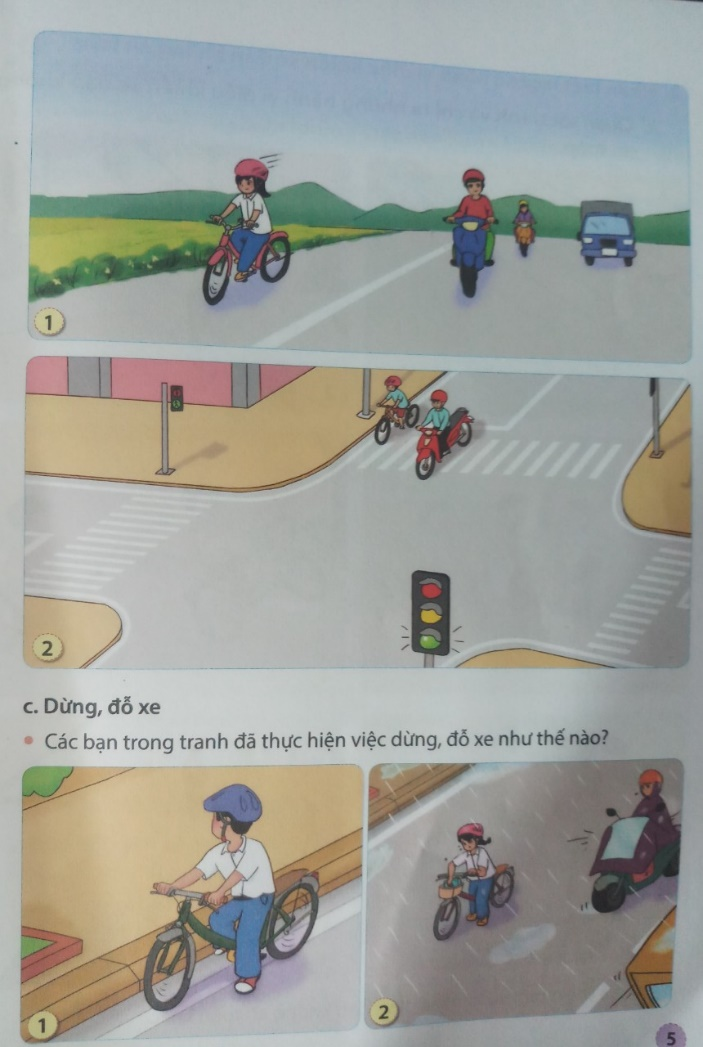 1
2
c. Dừng, đỗ xe
• Các bạn trong tranh đã thực hiện việc dừng, đỗ xe như thế nào?
1
2
5